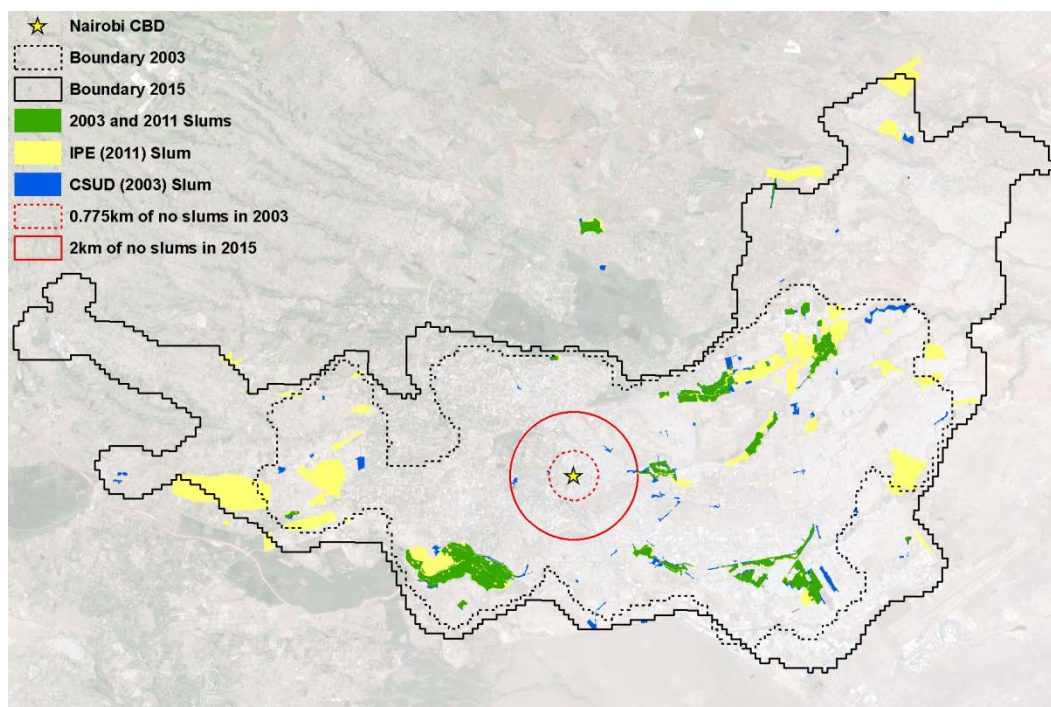 Nairobi CBD
Boundary 2003
Boundary 2015
2003 and 2011 Slums
IPE (2011) Slum
CSUD (2003) Slum
0.775km of no slums in 2003
2km of no slums in 2015